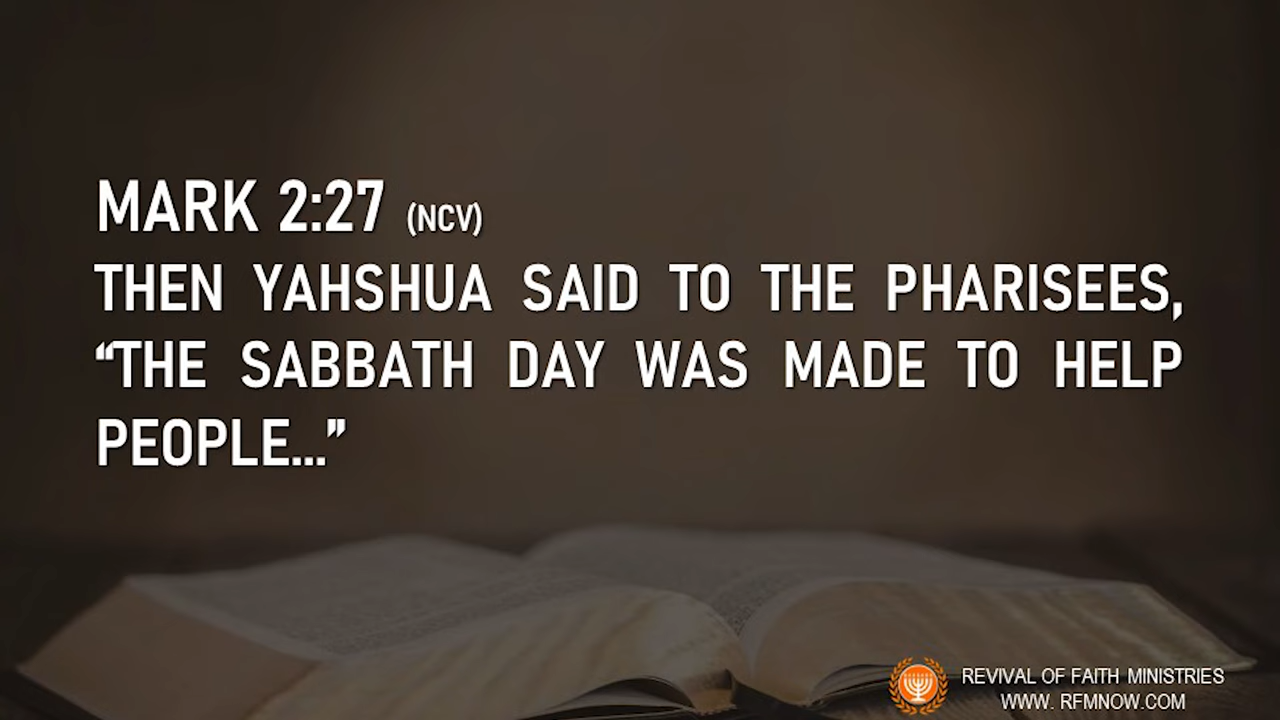 MARK 2:27 (NCV)
THEN YAHSHUA SAID TO THE PHARISEES,
“THE SABBATH DAY WAS MADE TO HELP
PEOPLE...”
REVIVAL OF FAITH MINISTRIES
WWW. RFMNOW.COM